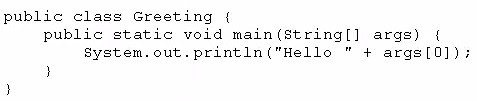 public class Greeting {
    public static void main(String[] args) {
        System.out.println("Hello " + args[0]);
    }
}